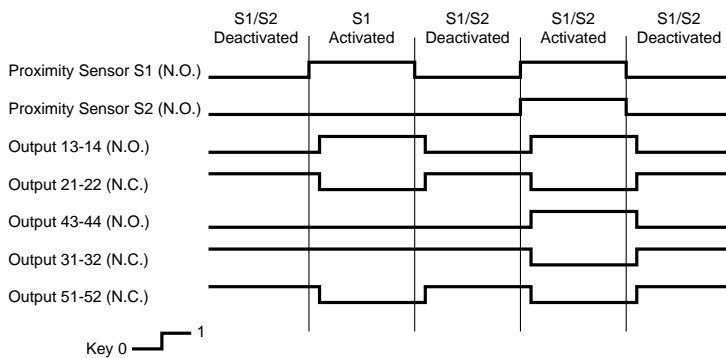 S1/S2 Deactivated
S1 Activated
S1/S2 Deactivated
S1/S2 Activated
S1/S2 Deactivated
Proximity Sensor S1 (N.O.)
Proximity Sensor S2 (N.O.)
Output 13-14 (N.O.)
Output 21-22 (N.C.)
Output 43-44 (N.O.)
Output 31-32 (N.C.)
Output 51-52 (N.C.)
1
Key 0